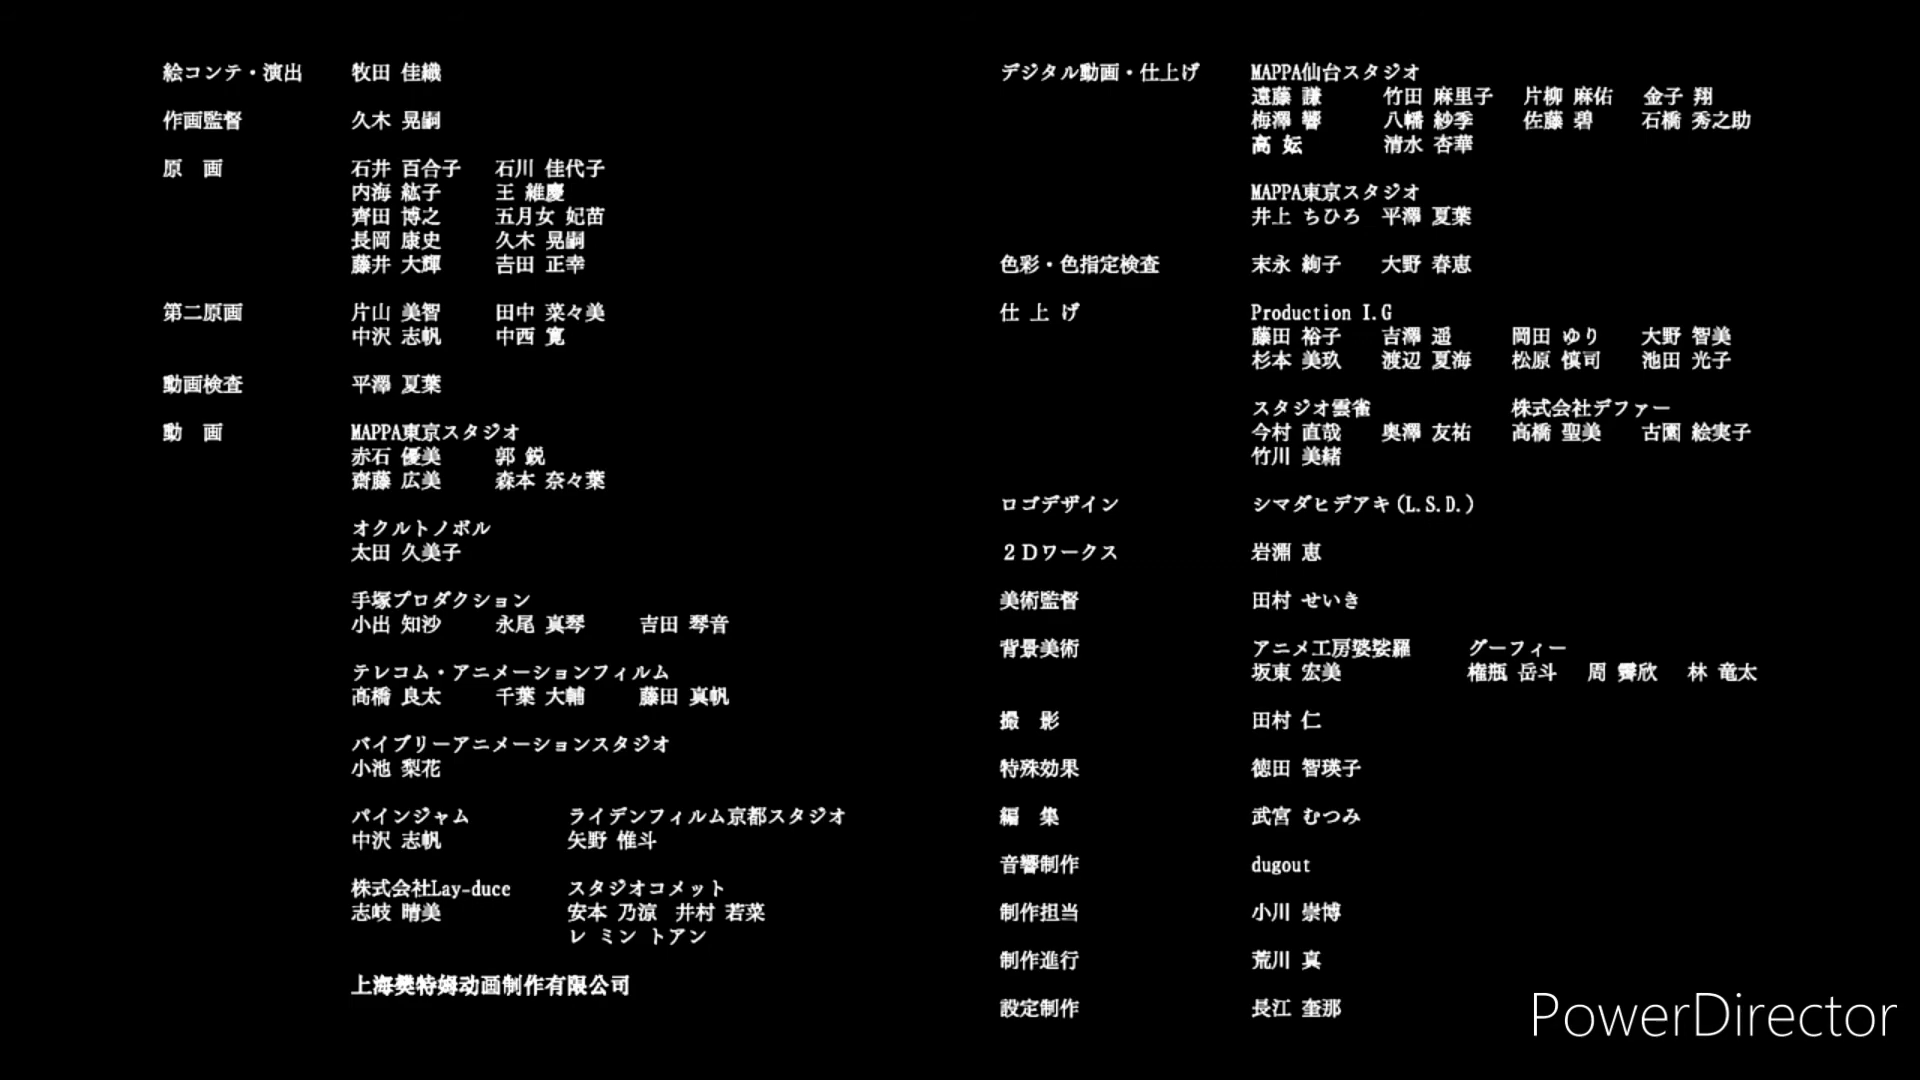 絵コンテ・演出 牧田 佳織
作画監督 久木 晃嗣
原 画 石井 百合子 石川 佳代子
内海 紘子 王 維慶
齊田 博之 五月女 妃苗
長岡 康史 久木 晃嗣
藤井 大輝 吉田 正幸
第二原画 片山 美智 田中 菜々美
中沢 志帆 中西 寛
動画検査 平澤 夏葉
動 画 MAPPA東京スタジオ
赤石 優美 郭 鋭
齋藤 広美 森本 奈々葉
オクルトノボル
太田 久美子
手塚プロダクション
小出 知沙 永尾 真琴 吉田 琴音
テレコム・アニメーションフィルム
髙橋 良太 千葉 大輔 藤田 真帆
バイブリーアニメーションスタジオ
小池 梨花
パインジャム ライデンフィルム京都スタジオ
中沢 志帆 矢野 惟斗
株式会社Lay-duce スタジオコメット
志岐 晴美 安本 乃涼 井村 若菜
レ ミン トアン
上海樊特姆动画制作有限公司
デジタル動画・仕上げ MAPPA仙台スタジオ
遠藤 謙 竹田 麻里子 片柳 麻佑 金子 翔
梅澤 響 八幡 紗季 佐藤 碧 石橋 秀之助
高 妘 清水 杏華
MAPPA東京スタジオ
井上 ちひろ 平澤 夏葉
色彩・色指定検査 末永 絢子 大野 春恵
仕 上 げ Production I.G
藤田 裕子 吉澤 遥 岡田 ゆり 大野 智美
杉本 美玖 渡辺 夏海 松原 慎司 池田 光子
スタジオ雲雀 株式会社デファー
今村 直哉 奥澤 友祐 高橋 聖美 古園 絵実子
竹川 美緒
ロゴデザイン シマダヒデアキ(L.S.D.)
２Ｄワークス 岩淵 恵
美術監督 田村 せいき
背景美術 アニメ工房婆娑羅 グーフィー
坂東 宏美 権瓶 岳斗 周 霽欣 林 竜太
撮 影 田村 仁
特殊効果 徳田 智瑛子
編 集 武宮 むつみ
音響制作 dugout
制作担当 小川 崇博
制作進行 荒川 真
設定制作 長江 奎那
PowerDirector